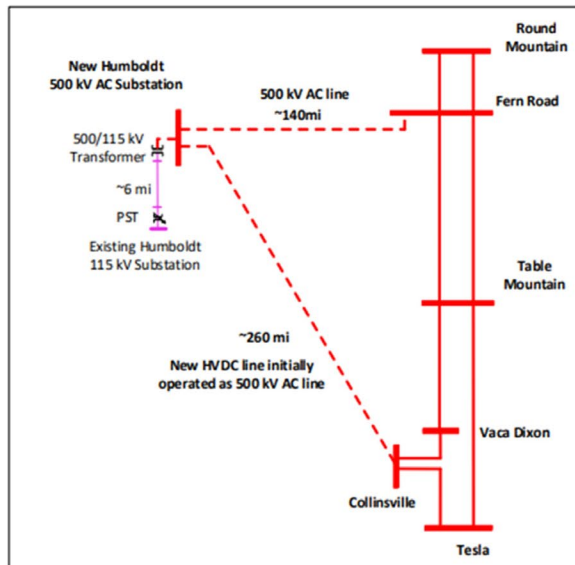 Round
Mountain
New Humboldt
500 kV AC Substation
500 kV AC line
~140mi
Fern Road
500/115 kV
Transformer
~6 mi
PST
Existing Humboldt
115 kV Substation
Table
Mountain
~260 mi
New HVDC line initially
operated as 500 kV AC line
Vaca Dixon
Collinsville
Tesla